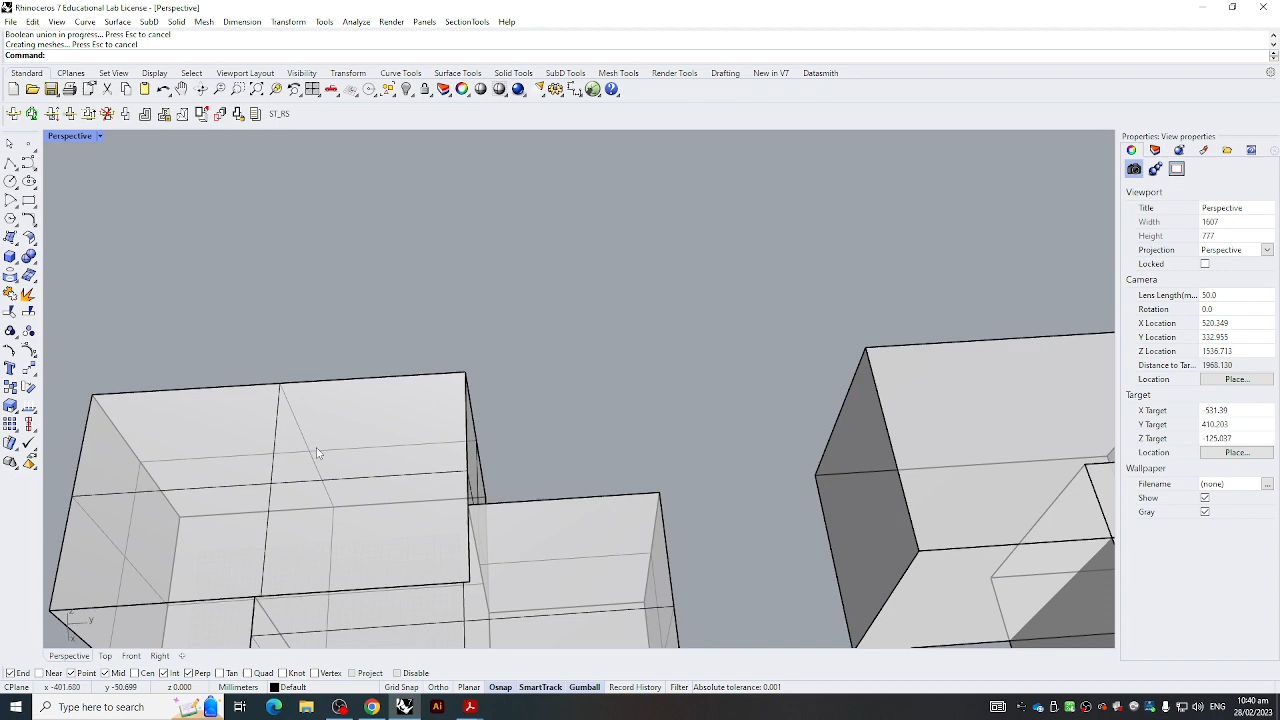 Rhinoceros 7 Educational Lab License - [Perspective]
File Edit View Curve Surface SubD Solid Mesh Dimension Transform Tools Analyze Render Panels SectionTools Help
Boolean union in progress... Press Esc to cancel
Creating meshes... Press Esc to cancel
Command:
Standard CPlanes Set View Display Select Viewport Layout Visibility Transform Curve Tools Surface Tools Solid Tools SubD Tools Mesh Tools Render Tools Drafting New in V7 Datasmith
ST_RS
Perspective
Properties: View properties
Viewport
Title Perspective
Width 1607
Height 777
Projection Perspective
Locked
Camera
Lens Length(m... 50.0
Rotation 0.0
X Location 520.349
Y Location 332.955
Z Location 1536.713
Distance to Tar... 1968.130
Location Place...
Target
X Target -531.39
Y Target 410.203
Z Target -125.037
Location Place...
Wallpaper
Filename (none) ...
Show
Gray
z y
x
Perspective Top Front Right
End Near Point Mid Cen Int Perp Tan Quad Knot Vertex Project Disable
CPlane x -401.680 y -50.699 z 0.000 Millimeters Default Grid Snap Ortho Planar Osnap SmartTrack Gumball Record History Filter Absolute tolerance: 0.001
Type here to search
Ai
ENG
10:40 am
28/02/2023